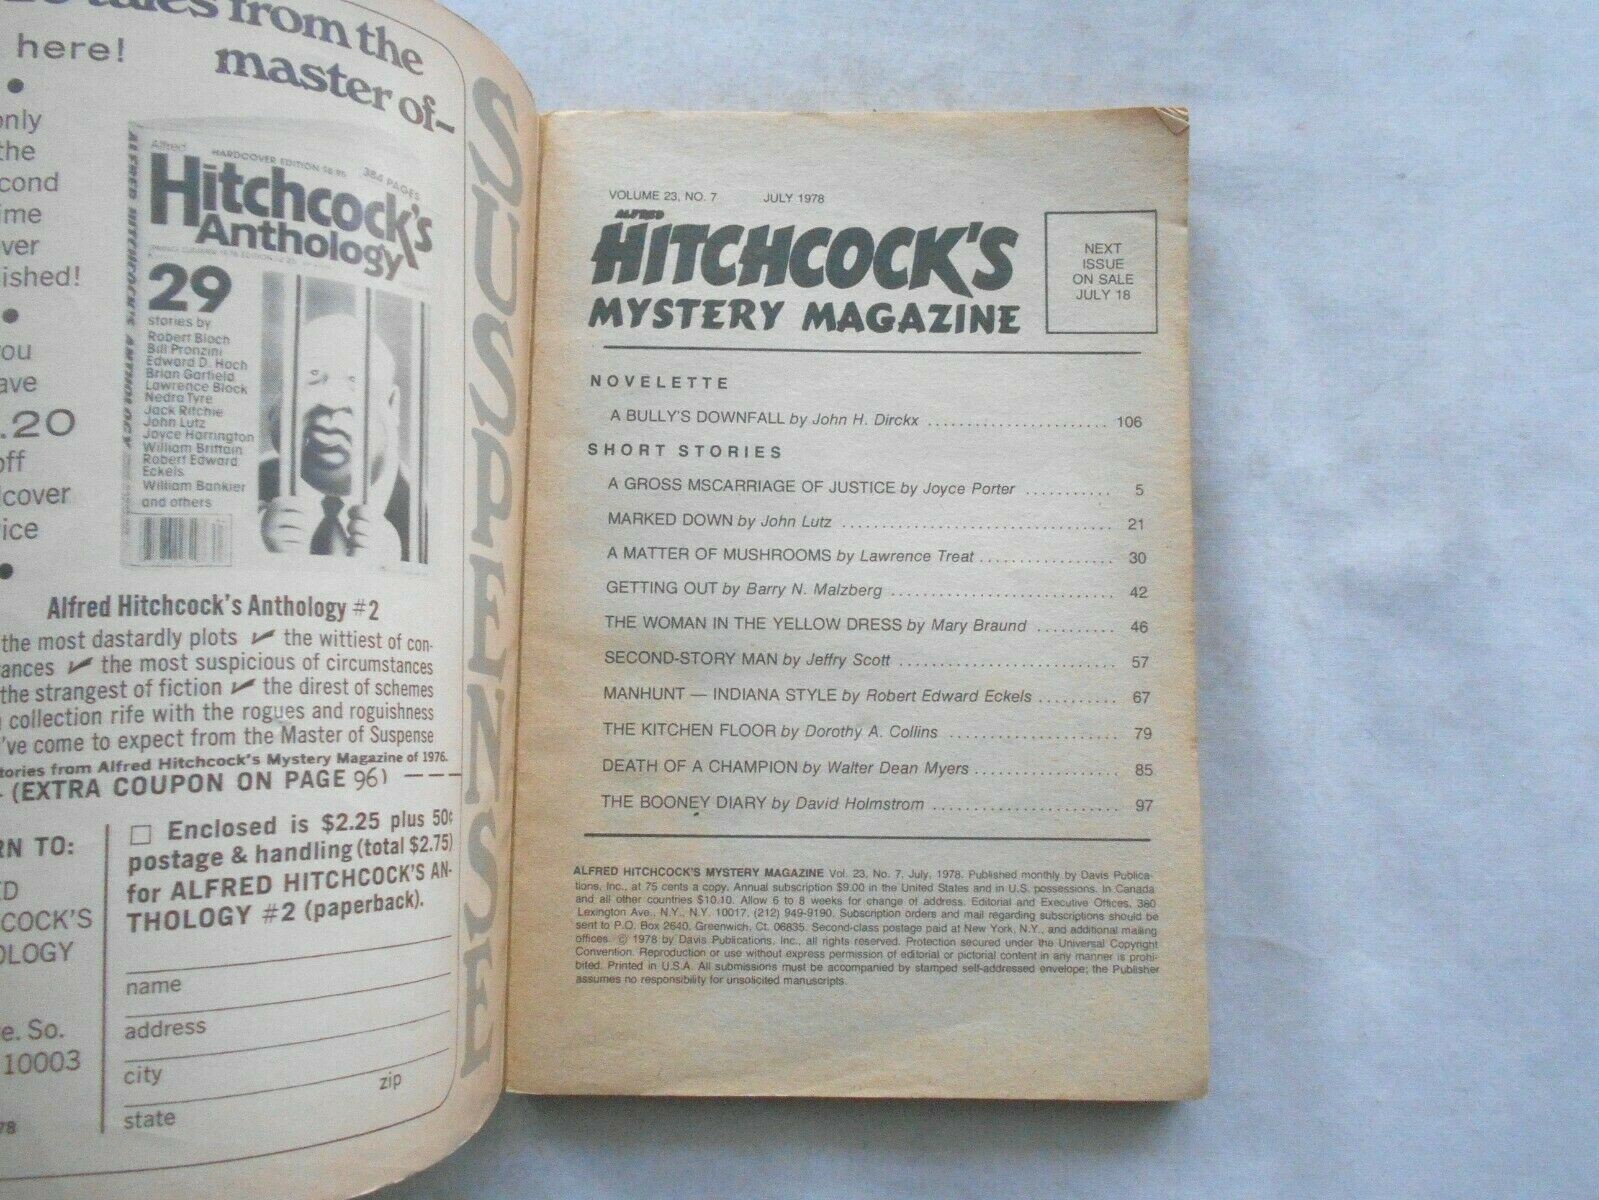 tales from the
here!
master of-
only
the
cond
ime
ver
ished!
ou
ave
.20
off
cover
ice
SUSPENSE
Alfred
HARDCOVER EDITION $8.95
384 PAGES
Hitchcock's
Anthology
ALFRED HITCHCOCK'S ANTHOLOGY
29
stories by
Robert Bloch
Bill Pronzini
Edward D. Hoch
Brian Garfield
Lawrence Block
Nedra Tyre
Jack Ritchie
John Lutz
Joyce Harrington
William Brittain
Robert Edward
Eckels
William Bankier
and others
Alfred Hitchcock's Anthology #2
the most dastardly plots ✓ the wittiest of con-
ances ✓ the most suspicious of circumstances
the strangest of fiction ✓ the direst of schemes
collection rife with the rogues and roguishness
've come to expect from the Master of Suspense
tories from Alfred Hitchcock's Mystery Magazine of 1976.
(EXTRA COUPON ON PAGE 96)
RN TO:
ED
HCOCK'S
OLOGY
e. So.
10003
78
Enclosed is $2.25 plus 50¢
postage & handling (total $2.75)
for ALFRED HITCHCOCK'S AN-
THOLOGY #2 (paperback).
name
address
city zip
state
VOLUME 23, NO. 7 JULY 1978
ALFRED
HITCHCOCK'S
MYSTERY MAGAZINE
NEXT
ISSUE
ON SALE
JULY 18
NOVELETTE
A BULLY'S DOWNFALL by John H. Dirckx ........................ 106
SHORT STORIES
A GROSS MSCARRIAGE OF JUSTICE by Joyce Porter ........... 5
MARKED DOWN by John Lutz ................................... 21
A MATTER OF MUSHROOMS by Lawrence Treat .................. 30
GETTING OUT by Barry N. Malzberg ............................. 42
THE WOMAN IN THE YELLOW DRESS by Mary Braund .......... 46
SECOND-STORY MAN by Jeffry Scott ............................ 57
MANHUNT — INDIANA STYLE by Robert Edward Eckels .......... 67
THE KITCHEN FLOOR by Dorothy A. Collins ...................... 79
DEATH OF A CHAMPION by Walter Dean Myers ................... 85
THE BOONEY DIARY by David Holmstrom ........................ 97
ALFRED HITCHCOCK'S MYSTERY MAGAZINE Vol. 23, No. 7, July, 1978. Published monthly by Davis Publica-
tions, Inc., at 75 cents a copy. Annual subscription $9.00 in the United States and in U.S. possessions. In Canada
and all other countries $10.10. Allow 6 to 8 weeks for change of address. Editorial and Executive Offices, 380
Lexington Ave., N.Y., N.Y. 10017, (212) 949-9190. Subscription orders and mail regarding subscriptions should be
sent to P.O. Box 2640, Greenwich, Ct. 06835. Second-class postage paid at New York, N.Y., and additional mailing
offices. © 1978 by Davis Publications, Inc., all rights reserved. Protection secured under the Universal Copyright
Convention. Reproduction or use without express permission of editorial or pictorial content in any manner is prohi-
bited. Printed in U.S.A. All submissions must be accompanied by stamped self-addressed envelope; the Publisher
assumes no responsibility for unsolicited manuscripts.